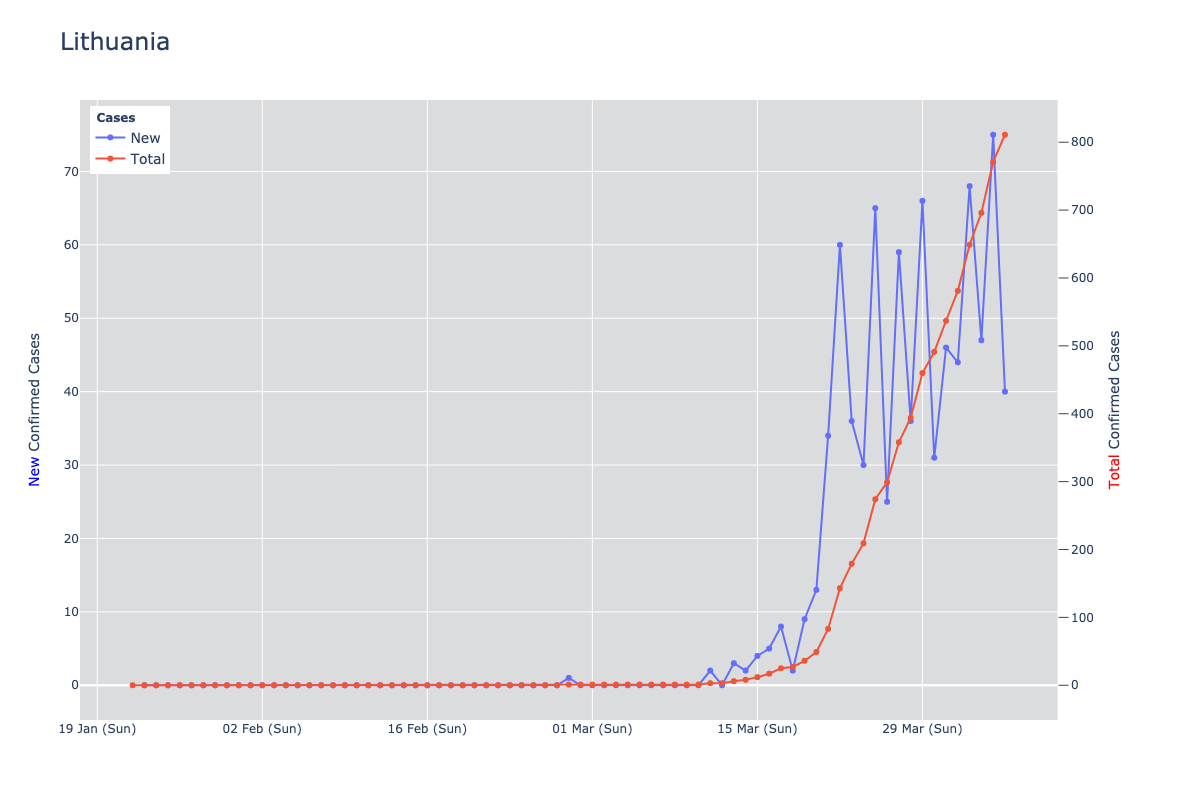 Lithuania
Cases
New
Total
70
60
50
40
30
20
10
0
800
700
600
500
400
300
200
100
0
New Confirmed Cases
Total Confirmed Cases
19 Jan (Sun)
02 Feb (Sun)
16 Feb (Sun)
01 Mar (Sun)
15 Mar (Sun)
29 Mar (Sun)